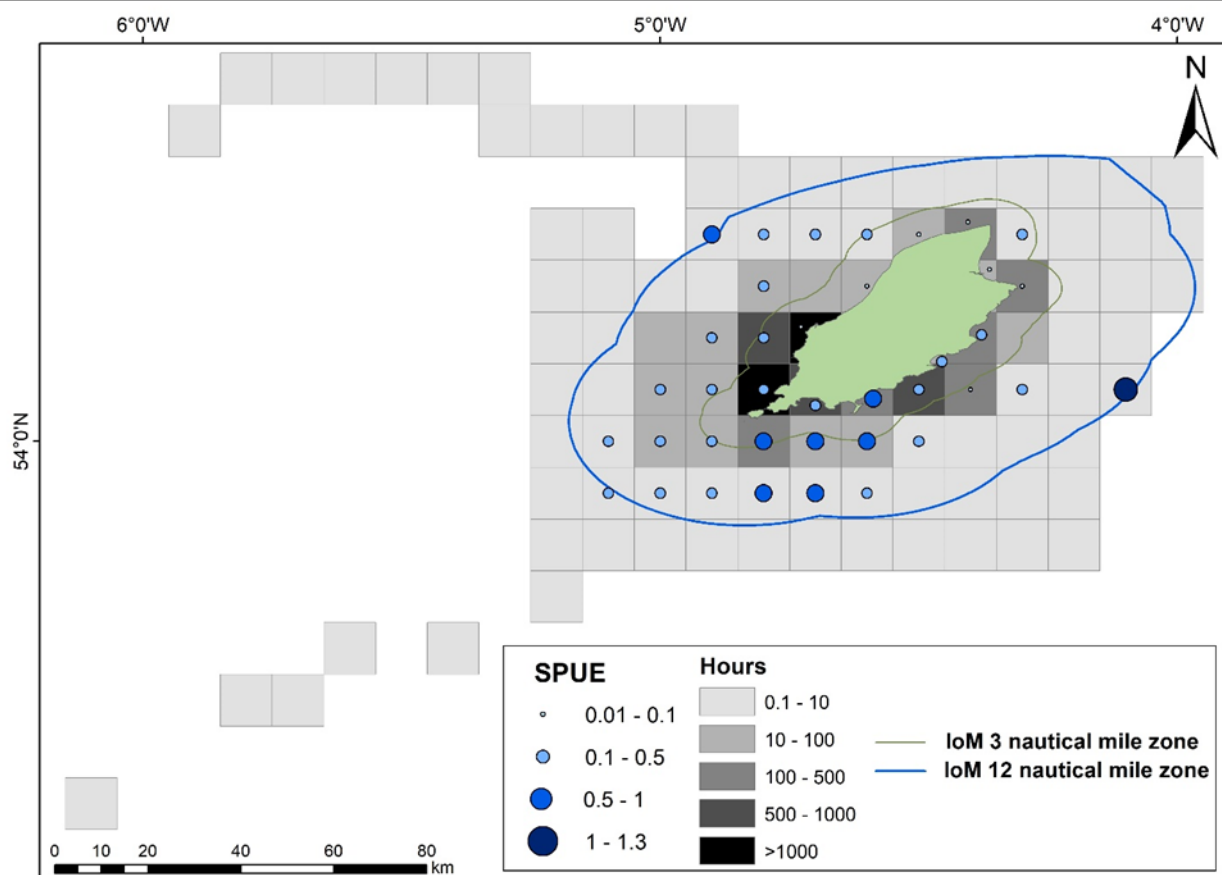 6°0'W 5°0'W 4°0'W
N
54°0'N
SPUE
0.01 - 0.1
0.1 - 0.5
0.5 - 1
1 - 1.3
Hours
0.1 - 10
10 - 100
100 - 500
500 - 1000
>1000
IoM 3 nautical mile zone
IoM 12 nautical mile zone
0 10 20 40 60 80
km